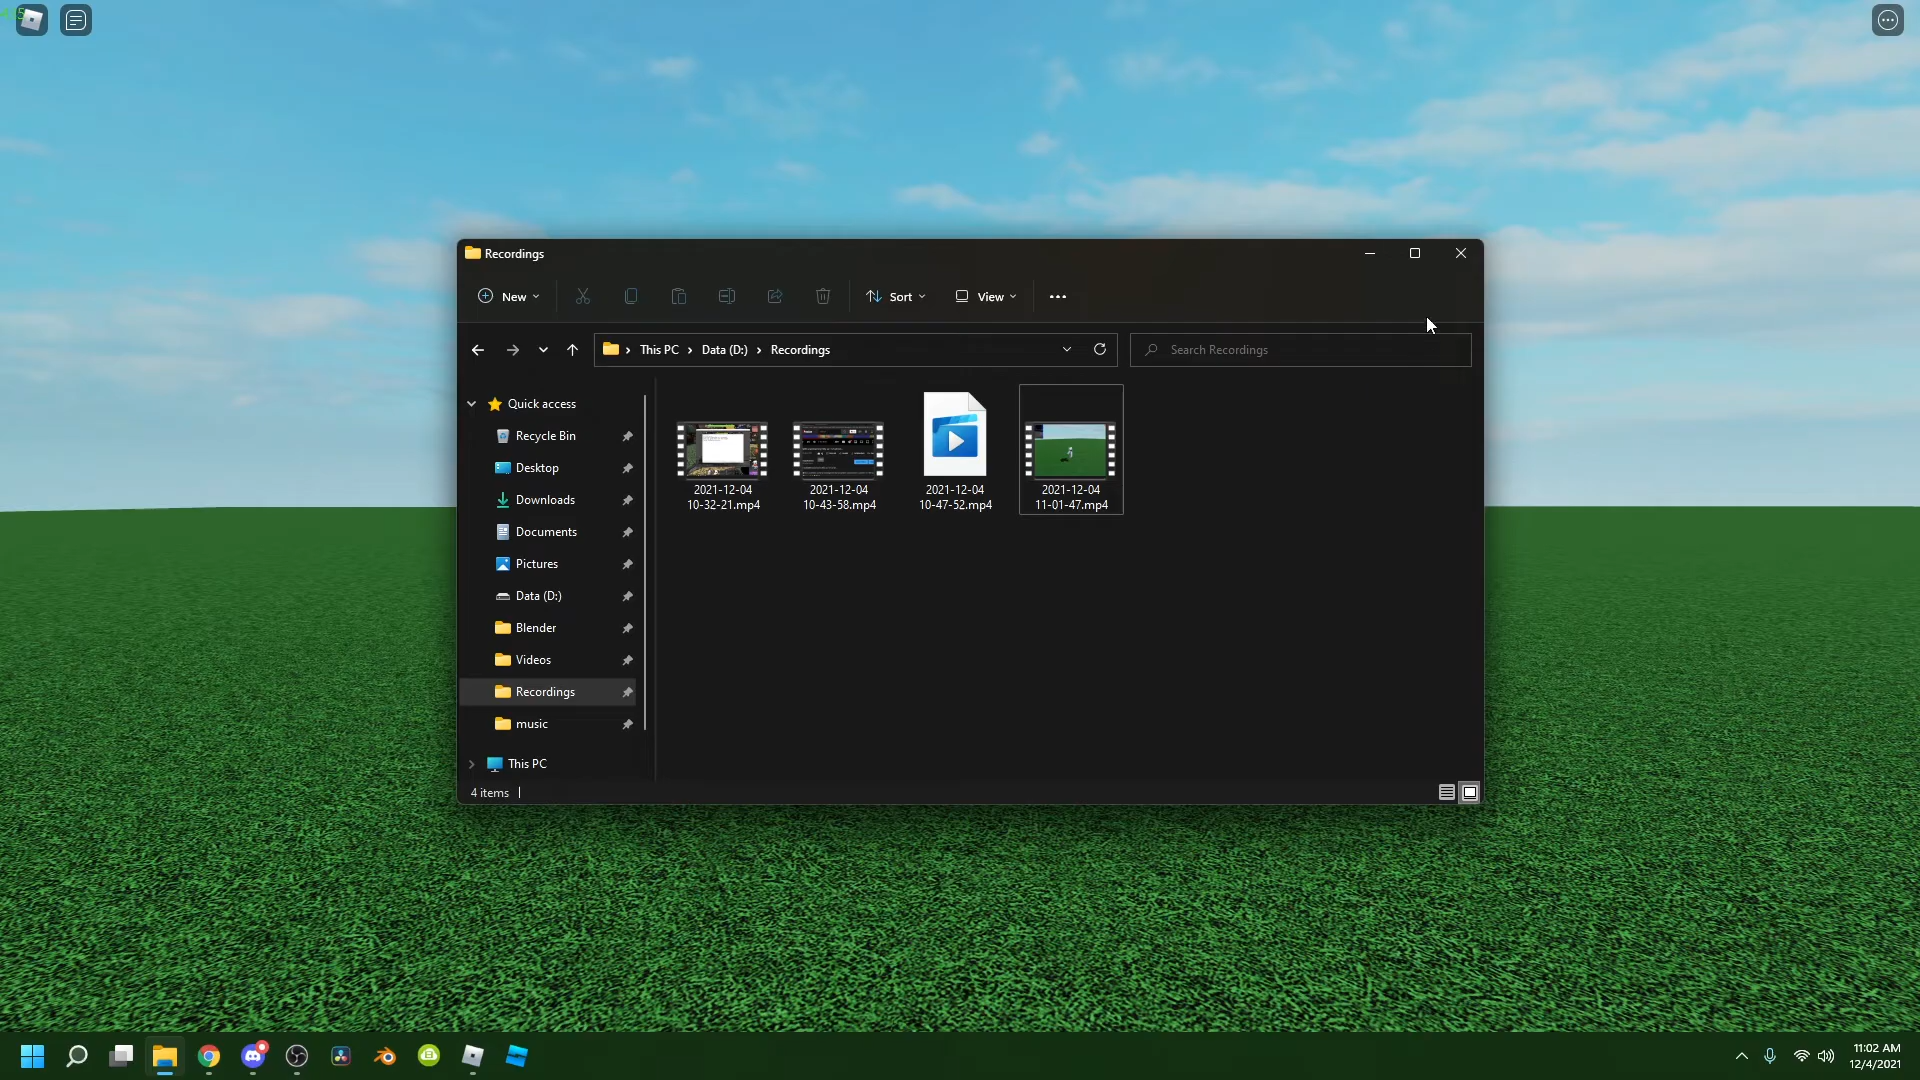 Recordings
New
Sort
View
This PC
Data (D:)
Recordings
Search Recordings
Quick access
Recycle Bin
Desktop
Downloads
Documents
Pictures
Data (D:)
Blender
Videos
Recordings
music
This PC
2021-12-04
10-32-21.mp4
2021-12-04
10-43-58.mp4
2021-12-04
10-47-52.mp4
2021-12-04
11-01-47.mp4
4 items
11:02 AM
12/4/2021